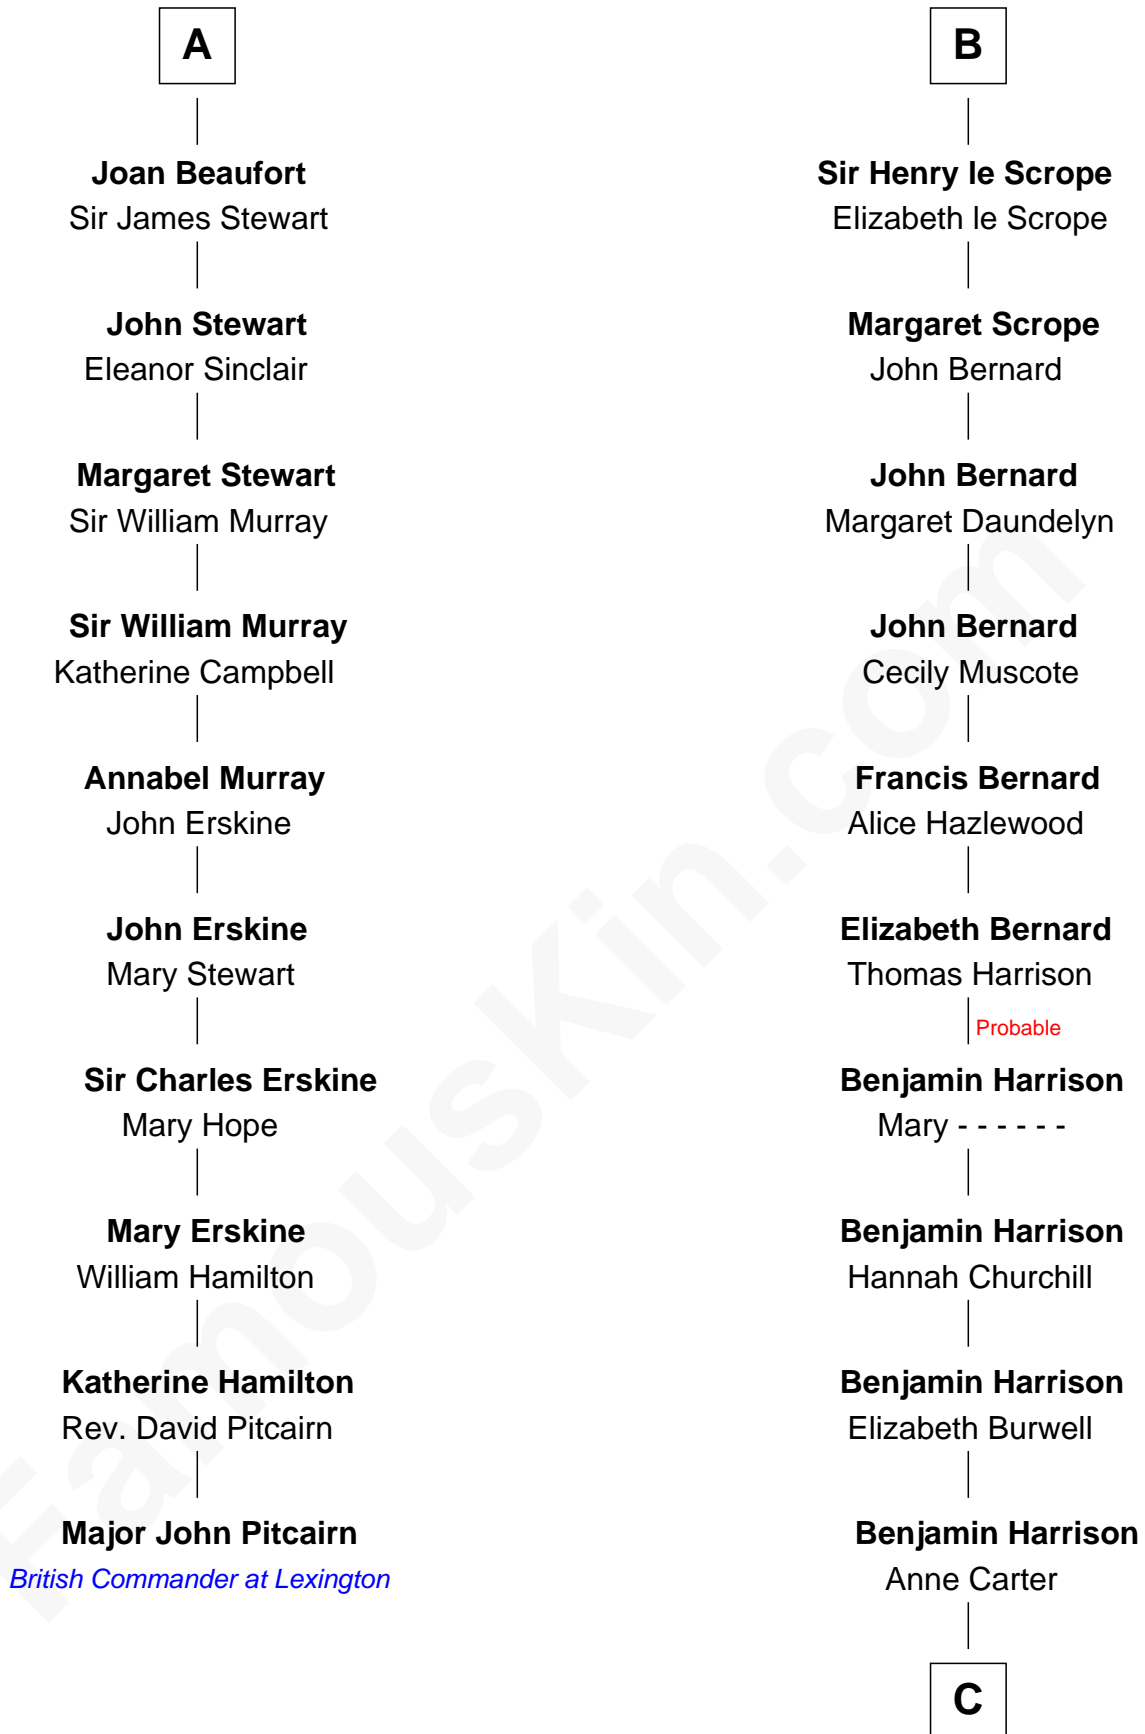 A
Joan Beaufort
Sir James Stewart
John Stewart
Eleanor Sinclair
Margaret Stewart
Sir William Murray
Sir William Murray
Katherine Campbell
Annabel Murray
John Erskine
John Erskine
Mary Stewart
Sir Charles Erskine
Mary Hope
Mary Erskine
William Hamilton
Katherine Hamilton
Rev. David Pitcairn
Major John Pitcairn
British Commander at Lexington
B
Sir Henry le Scrope
Elizabeth le Scrope
Margaret Scrope
John Bernard
John Bernard
Margaret Daundelyn
John Bernard
Cecily Muscote
Francis Bernard
Alice Hazlewood
Elizabeth Bernard
Thomas Harrison
Probable
Benjamin Harrison
Mary - - - - - -
Benjamin Harrison
Hannah Churchill
Benjamin Harrison
Elizabeth Burwell
Benjamin Harrison
Anne Carter
C
FamousKin.com